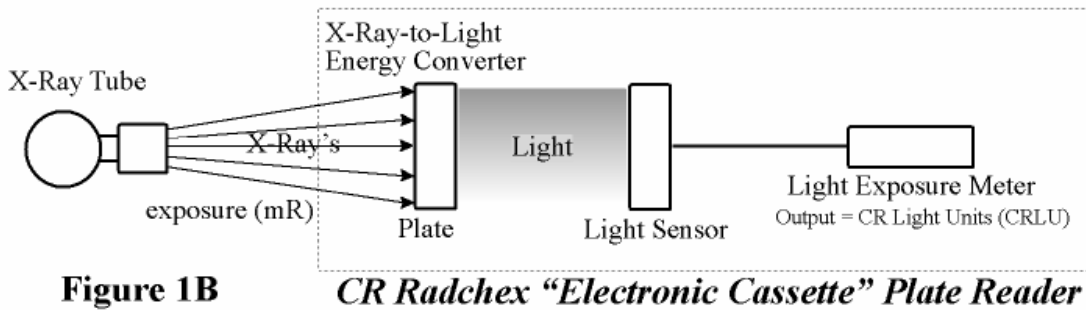 X-Ray-to-Light
Energy Converter
X-Ray Tube
X-Ray's
Light
exposure (mR)
Plate
Light Sensor
Light Exposure Meter
Output = CR Light Units (CRLU)
Figure 1B
CR Radchex “Electronic Cassette” Plate Reader